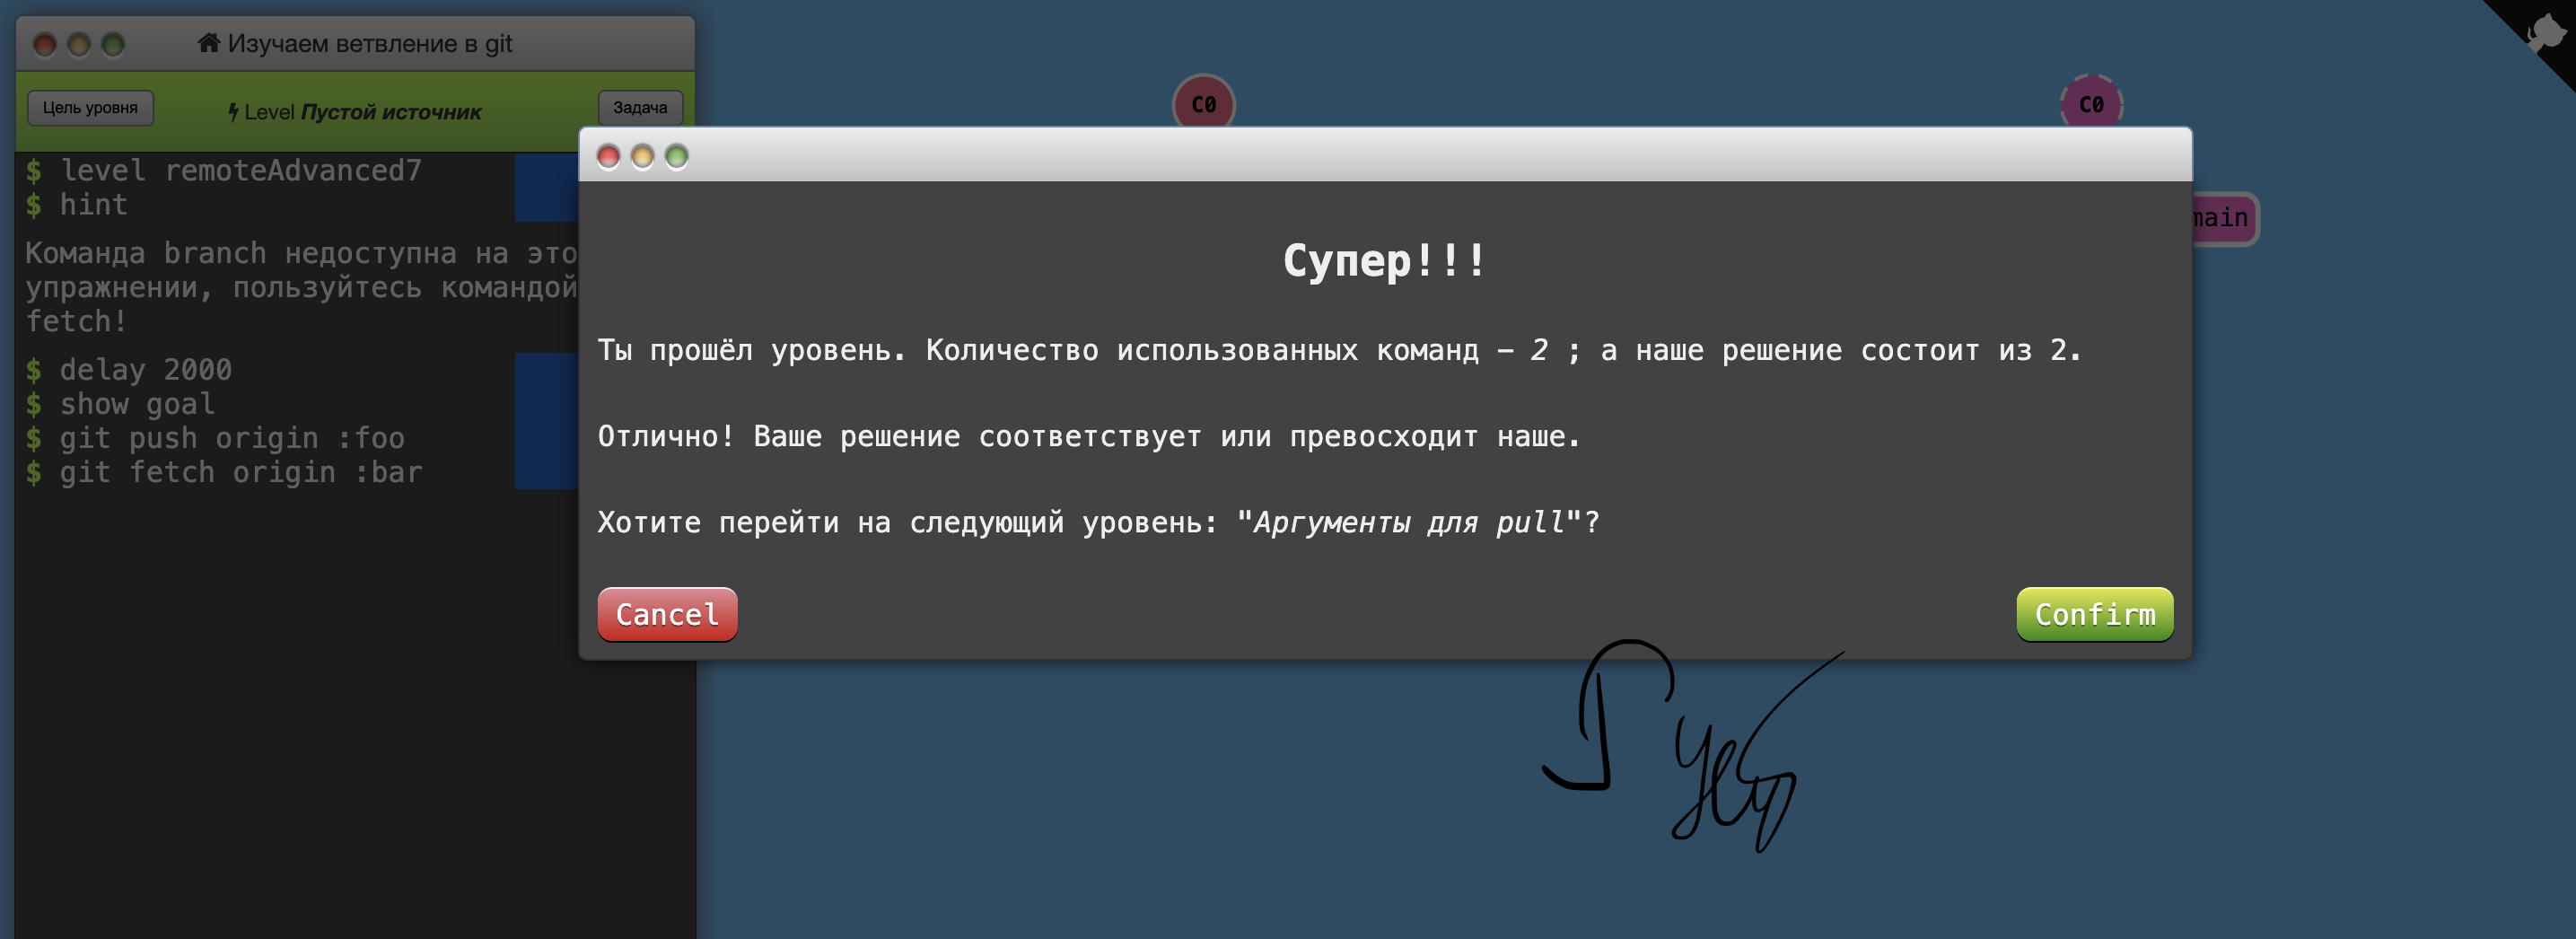 Изучаем ветвление в git
Цель уровня
Level Пустой источник
Задача
$ level remoteAdvanced7
$ hint
Команда branch недоступна на это
упражнении, пользуйтесь командой
fetch!
$ delay 2000
$ show goal
$ git push origin :foo
$ git fetch origin :bar
C0
C0
main
Супер!!!
Ты прошёл уровень. Количество использованных команд – 2 ; а наше решение состоит из 2.
Отлично! Ваше решение соответствует или превосходит наше.
Хотите перейти на следующий уровень: "Аргументы для pull"?
Cancel
Confirm